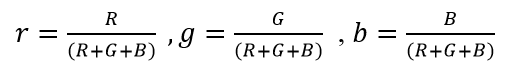 r = R/(R+G+B) , g = G/(R+G+B) , b = B/(R+G+B)